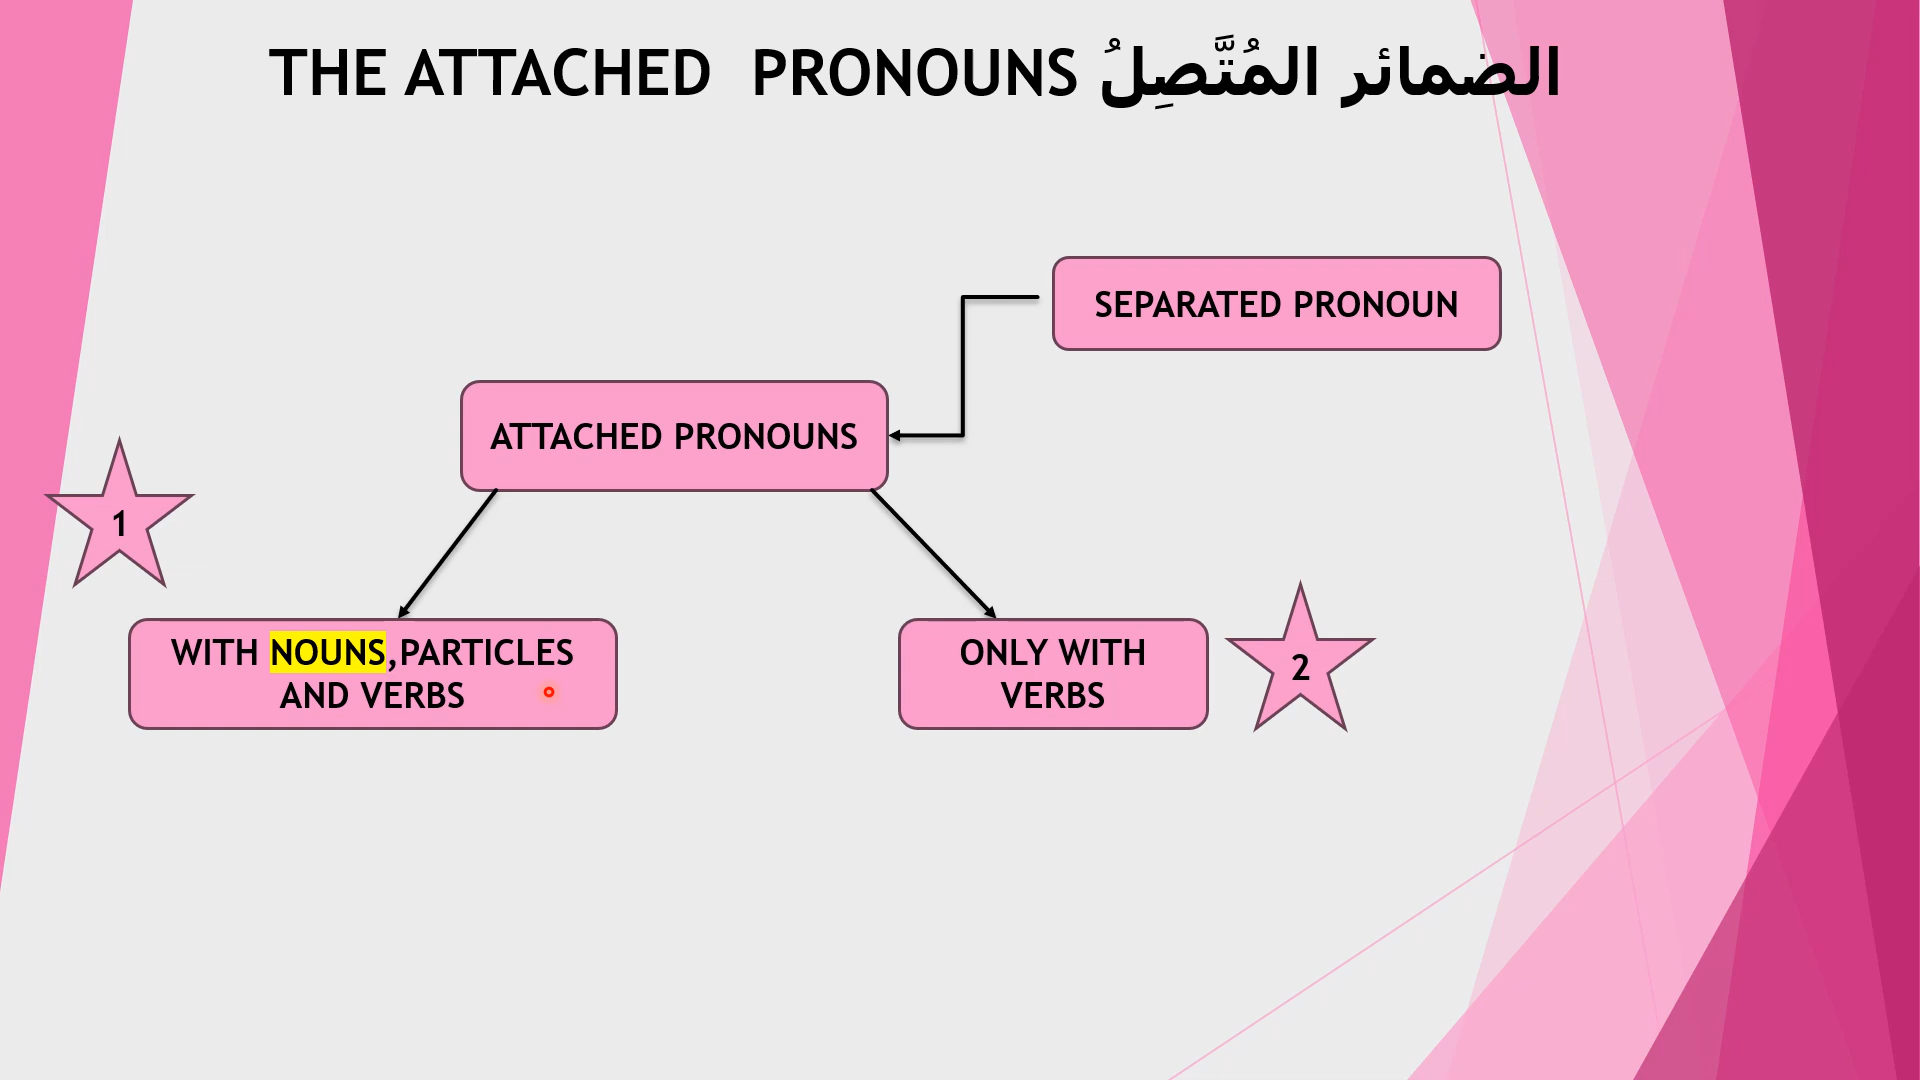 THE ATTACHED  PRONOUNS الضمائر المُتَّصِلُ
SEPARATED PRONOUN
ATTACHED PRONOUNS
1
WITH NOUNS,PARTICLES
AND VERBS
ONLY WITH
VERBS
2